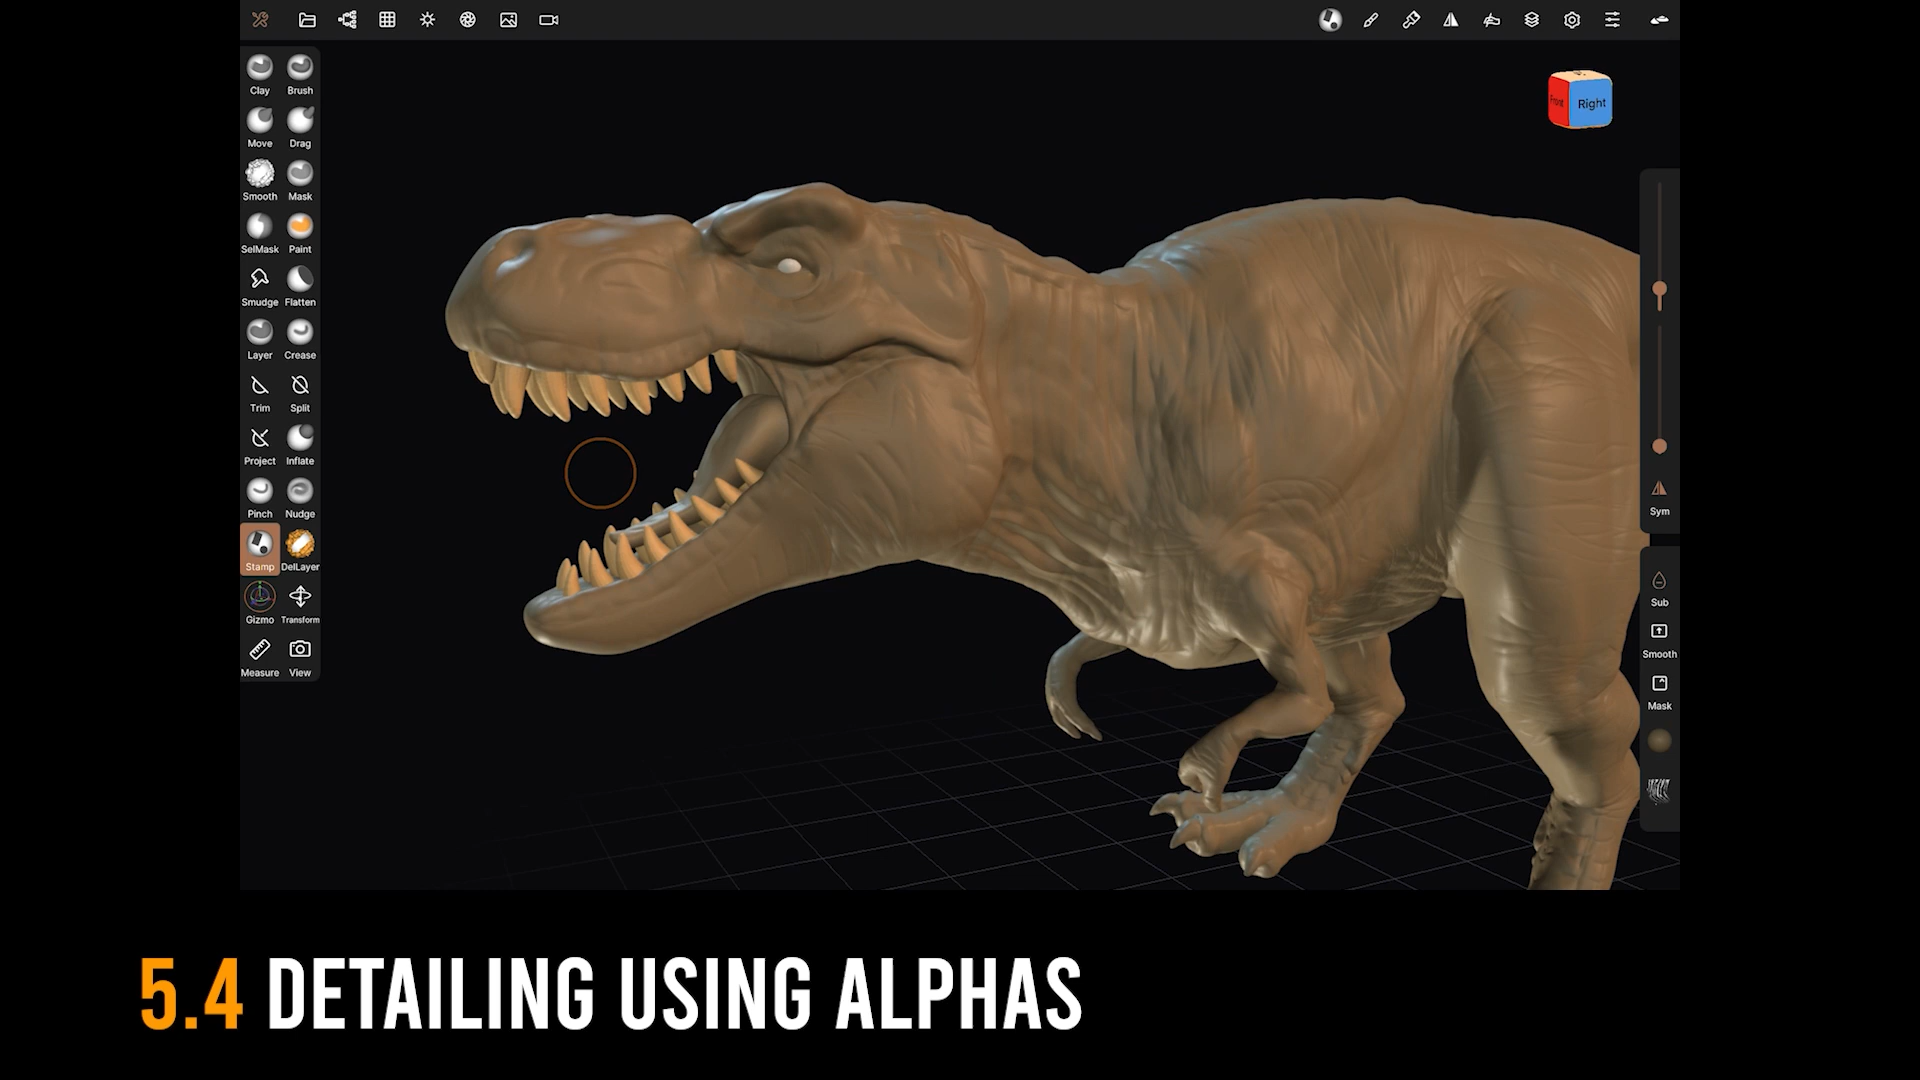 Clay Brush
Move Drag
Smooth Mask
SelMask Paint
Smudge Flatten
Layer Crease
Trim Split
Project Inflate
Pinch Nudge
Stamp DelLayer
Gizmo Transform
Measure View
Front Right
Sym
Sub
Smooth
Mask
5.4 DETAILING USING ALPHAS